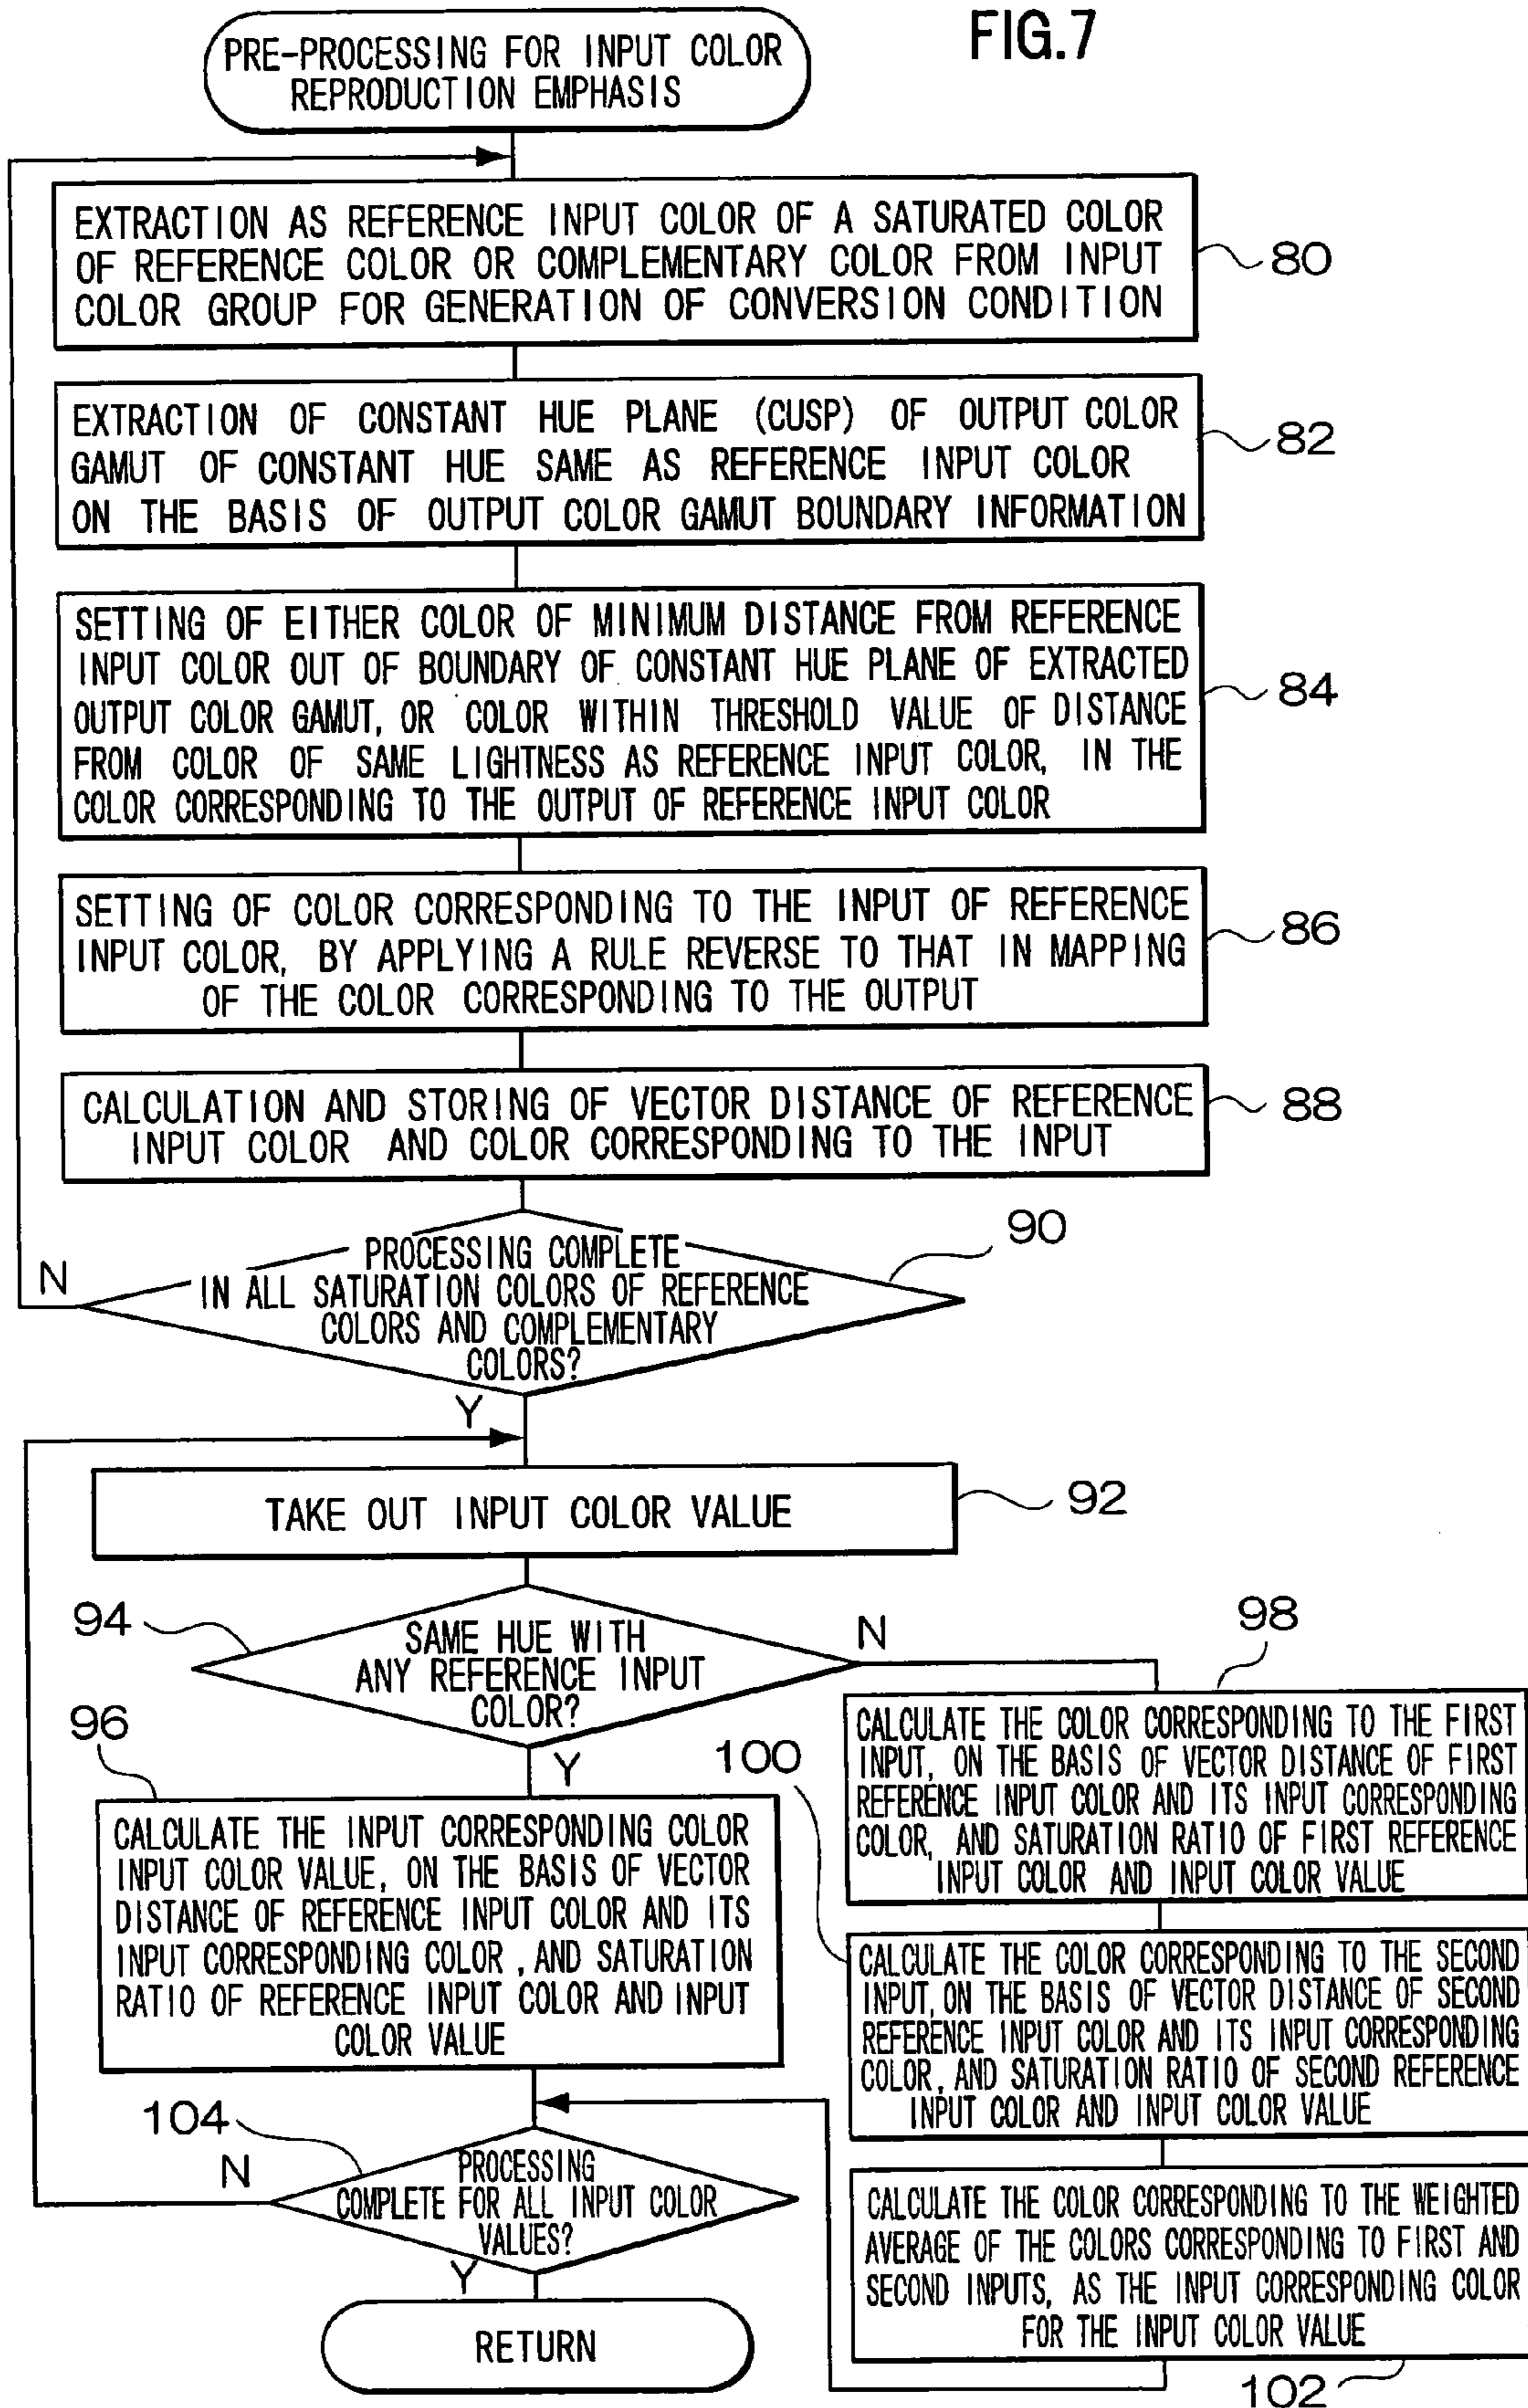 FIG.7
PRE-PROCESSING FOR INPUT COLOR
REPRODUCTION EMPHASIS
EXTRACTION AS REFERENCE INPUT COLOR OF A SATURATED COLOR
OF REFERENCE COLOR OR COMPLEMENTARY COLOR FROM INPUT
COLOR GROUP FOR GENERATION OF CONVERSION CONDITION
80
EXTRACTION OF CONSTANT HUE PLANE (CUSP) OF OUTPUT COLOR
GAMUT OF CONSTANT HUE SAME AS REFERENCE INPUT COLOR
ON THE BASIS OF OUTPUT COLOR GAMUT BOUNDARY INFORMATION
82
SETTING OF EITHER COLOR OF MINIMUM DISTANCE FROM REFERENCE
INPUT COLOR OUT OF BOUNDARY OF CONSTANT HUE PLANE OF EXTRACTED
OUTPUT COLOR GAMUT, OR COLOR WITHIN THRESHOLD VALUE OF DISTANCE
FROM COLOR OF SAME LIGHTNESS AS REFERENCE INPUT COLOR, IN THE
COLOR CORRESPONDING TO THE OUTPUT OF REFERENCE INPUT COLOR
84
SETTING OF COLOR CORRESPONDING TO THE INPUT OF REFERENCE
INPUT COLOR, BY APPLYING A RULE REVERSE TO THAT IN MAPPING
OF THE COLOR CORRESPONDING TO THE OUTPUT
86
CALCULATION AND STORING OF VECTOR DISTANCE OF REFERENCE
INPUT COLOR AND COLOR CORRESPONDING TO THE INPUT
88
PROCESSING COMPLETE
IN ALL SATURATION COLORS OF REFERENCE
COLORS AND COMPLEMENTARY
COLORS?
90
N
Y
TAKE OUT INPUT COLOR VALUE
92
94
SAME HUE WITH
ANY REFERENCE INPUT
COLOR?
N
Y
96
CALCULATE THE INPUT CORRESPONDING COLOR
INPUT COLOR VALUE, ON THE BASIS OF VECTOR
DISTANCE OF REFERENCE INPUT COLOR AND ITS
INPUT CORRESPONDING COLOR ,AND SATURATION
RATIO OF REFERENCE INPUT COLOR AND INPUT
COLOR VALUE
98
CALCULATE THE COLOR CORRESPONDING TO THE FIRST
INPUT, ON THE BASIS OF VECTOR DISTANCE OF FIRST
REFERENCE INPUT COLOR AND ITS INPUT CORRESPONDING
COLOR, AND SATURATION RATIO OF FIRST REFERENCE
INPUT COLOR AND INPUT COLOR VALUE
100
CALCULATE THE COLOR CORRESPONDING TO THE SECOND
INPUT, ON THE BASIS OF VECTOR DISTANCE OF SECOND
REFERENCE INPUT COLOR AND ITS INPUT CORRESPONDING
COLOR, AND SATURATION RATIO OF SECOND REFERENCE
INPUT COLOR AND INPUT COLOR VALUE
CALCULATE THE COLOR CORRESPONDING TO THE WEIGHTED
AVERAGE OF THE COLORS CORRESPONDING TO FIRST AND
SECOND INPUTS, AS THE INPUT CORRESPONDING COLOR
FOR THE INPUT COLOR VALUE
102
104
PROCESSING
COMPLETE FOR ALL INPUT COLOR
VALUES?
N
Y
RETURN